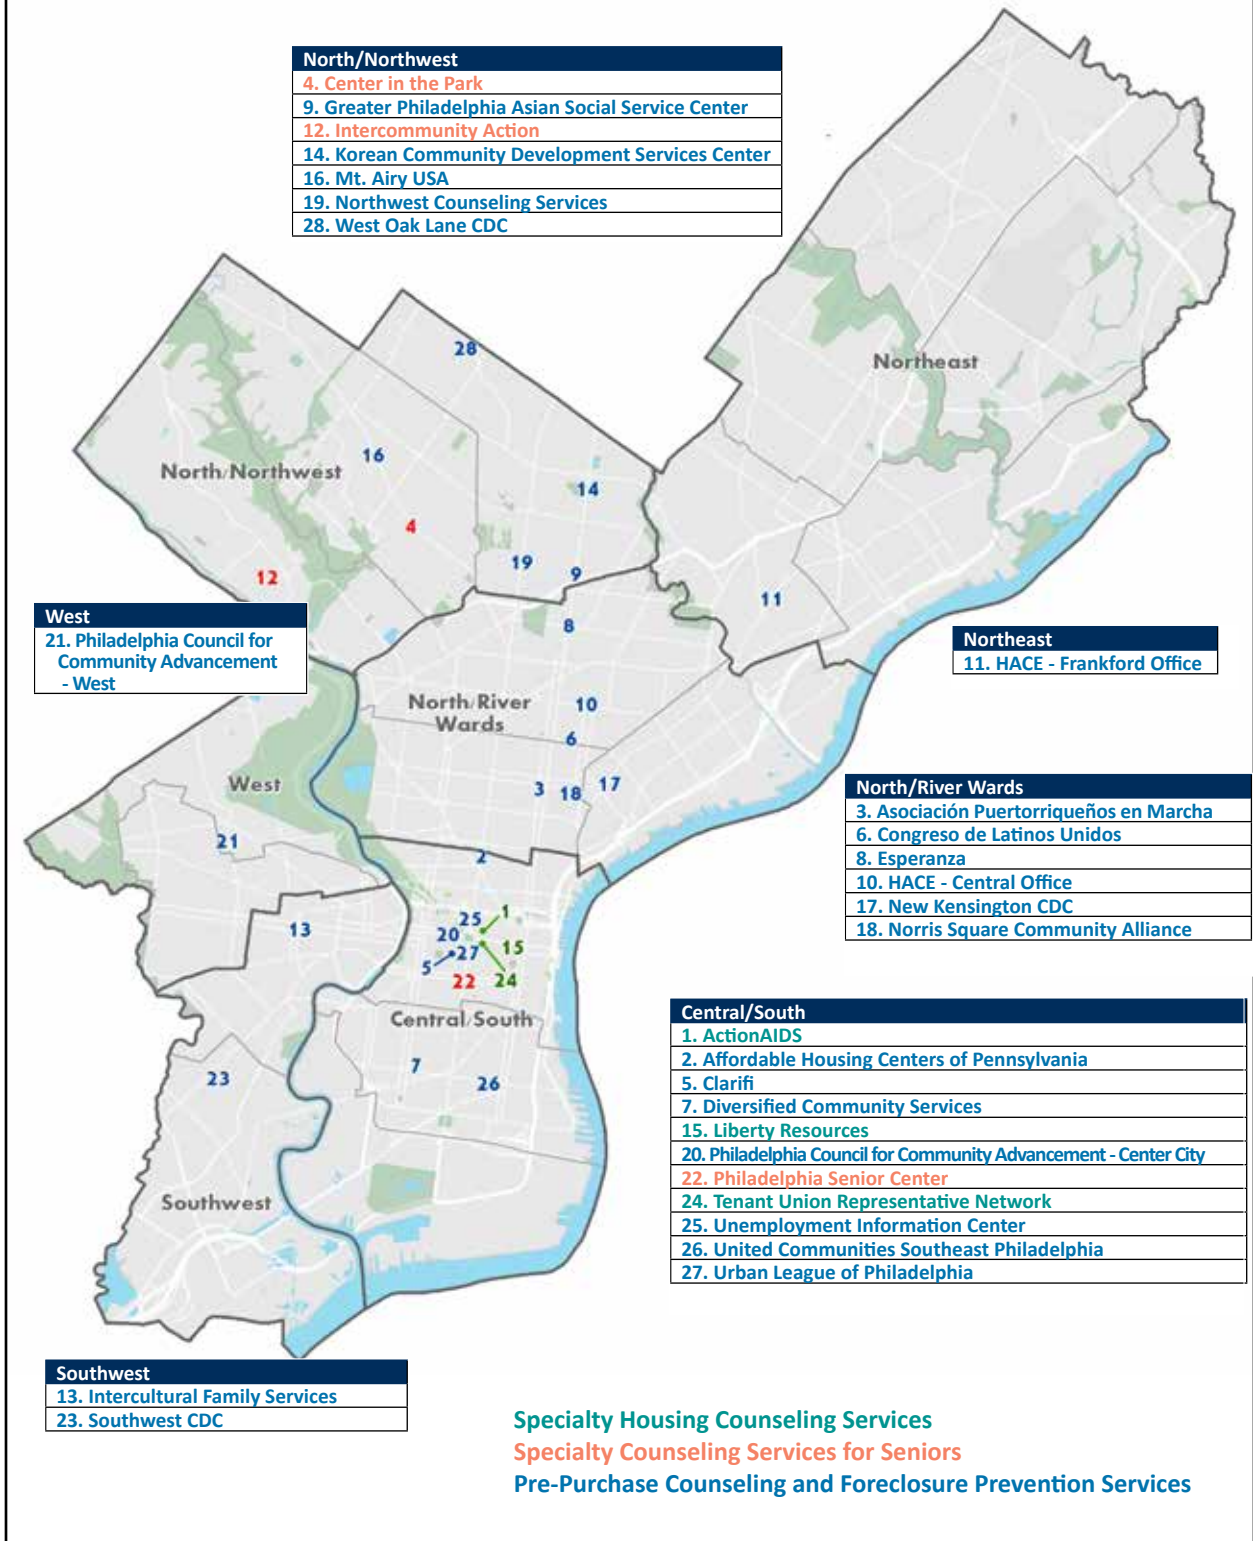 North/Northwest
4. Center in the Park
9. Greater Philadelphia Asian Social Service Center
12. Intercommunity Action
14. Korean Community Development Services Center
16. Mt. Airy USA
19. Northwest Counseling Services
28. West Oak Lane CDC
28
Northeast
16
North/Northwest
14
4
19
9
12
11
West
21. Philadelphia Council for
Community Advancement
- West
8
Northeast
11. HACE - Frankford Office
North/River
Wards
10
6
West
3
18
17
North/River Wards
3. Asociación Puertorriqueños en Marcha
6. Congreso de Latinos Unidos
8. Esperanza
10. HACE - Central Office
17. New Kensington CDC
18. Norris Square Community Alliance
21
2
13
25
1
20
27
15
5
22
24
Central/South
Central/South
1. ActionAIDS
2. Affordable Housing Centers of Pennsylvania
5. Clarifi
7. Diversified Community Services
15. Liberty Resources
20. Philadelphia Council for Community Advancement - Center City
22. Philadelphia Senior Center
24. Tenant Union Representative Network
25. Unemployment Information Center
26. United Communities Southeast Philadelphia
27. Urban League of Philadelphia
7
23
26
Southwest
Southwest
13. Intercultural Family Services
23. Southwest CDC
Specialty Housing Counseling Services
Specialty Counseling Services for Seniors
Pre-Purchase Counseling and Foreclosure Prevention Services